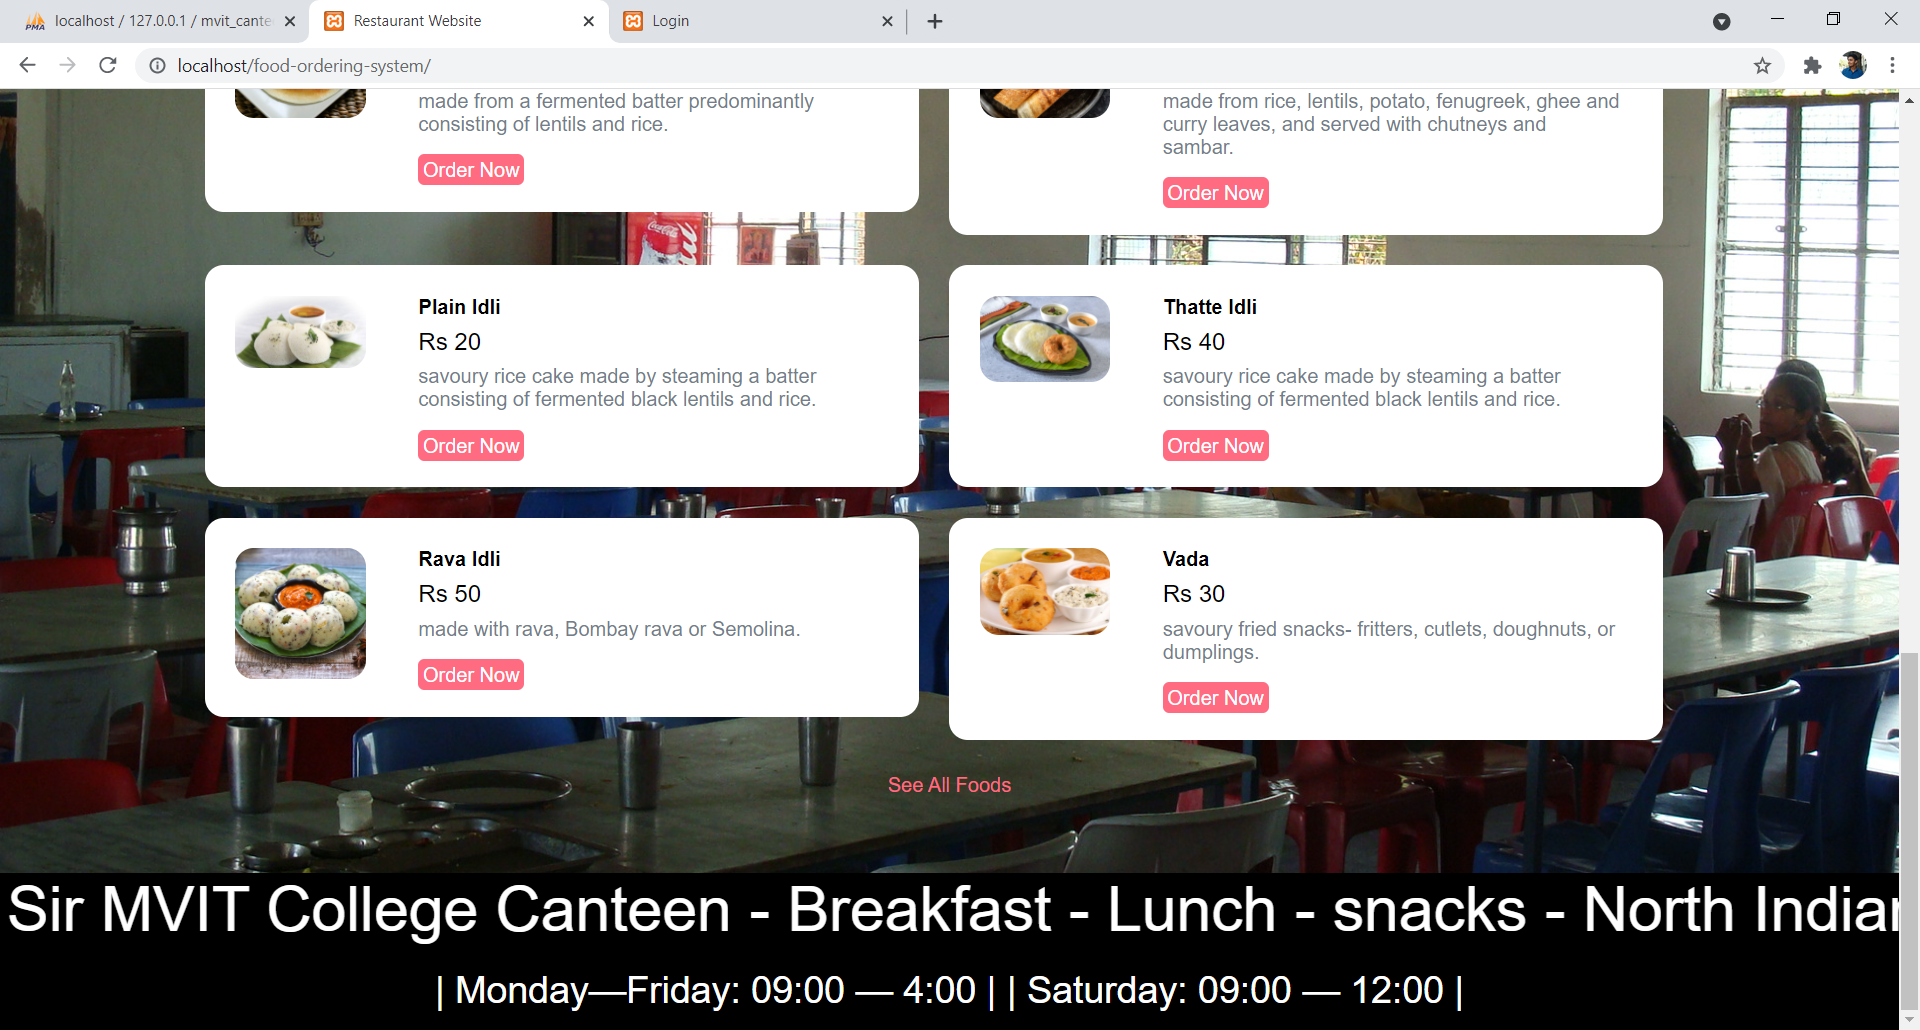 localhost / 127.0.0.1 / mvit_cante
Restaurant Website
Login
localhost/food-ordering-system/
made from a fermented batter predominantly
consisting of lentils and rice.
Order Now
made from rice, lentils, potato, fenugreek, ghee and
curry leaves, and served with chutneys and
sambar.
Order Now
Plain Idli
Rs 20
savoury rice cake made by steaming a batter
consisting of fermented black lentils and rice.
Order Now
Thatte Idli
Rs 40
savoury rice cake made by steaming a batter
consisting of fermented black lentils and rice.
Order Now
Rava Idli
Rs 50
made with rava, Bombay rava or Semolina.
Order Now
Vada
Rs 30
savoury fried snacks- fritters, cutlets, doughnuts, or
dumplings.
Order Now
See All Foods
Sir MVIT College Canteen - Breakfast - Lunch - snacks - North Indian
| Monday—Friday: 09:00 — 4:00 | | Saturday: 09:00 — 12:00 |